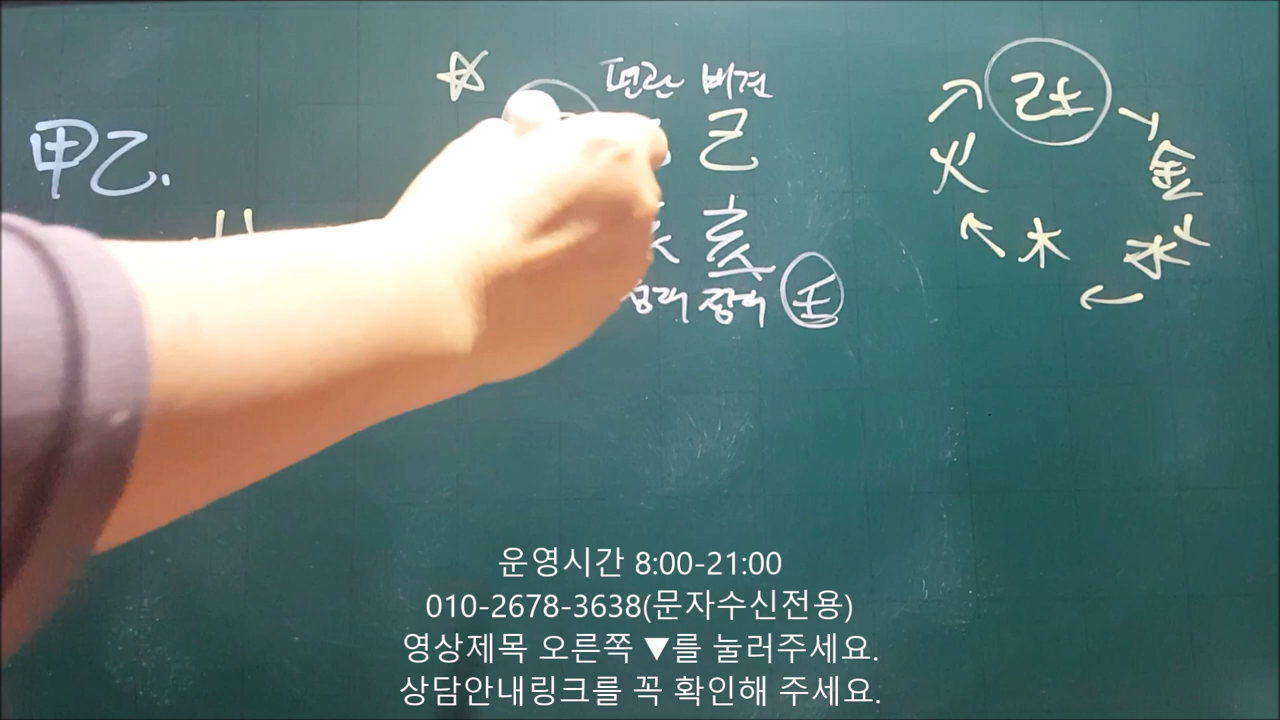 편관 비견
甲乙.
己
亥
장
壬
己土
火
金
木
水
운영시간 8:00-21:00
010-2678-3638(문자수신전용)
영상제목 오른쪽 ▼를 눌러주세요.
상담안내링크를 꼭 확인해 주세요.